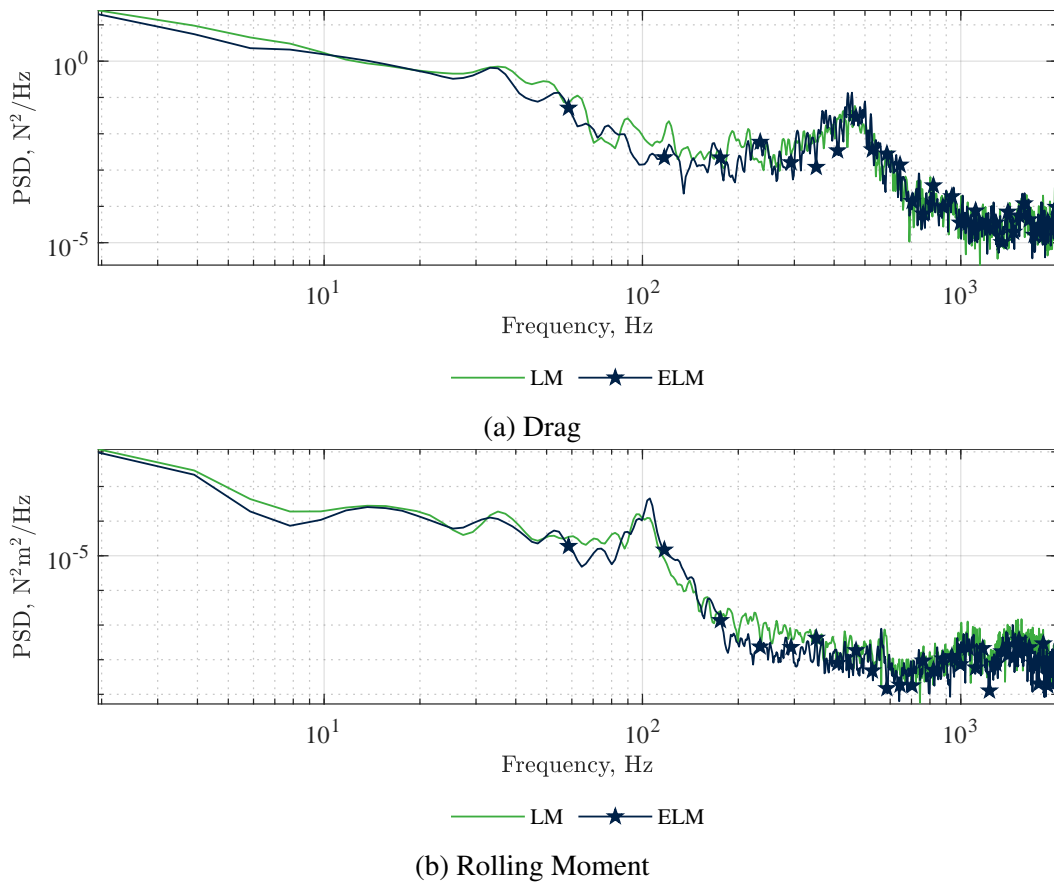 PSD, N²/Hz
10⁰
10⁻⁵
10¹ 10² 10³
Frequency, Hz
LM ELM
(a) Drag
PSD, N²m²/Hz
10⁻⁵
10¹ 10² 10³
Frequency, Hz
LM ELM
(b) Rolling Moment